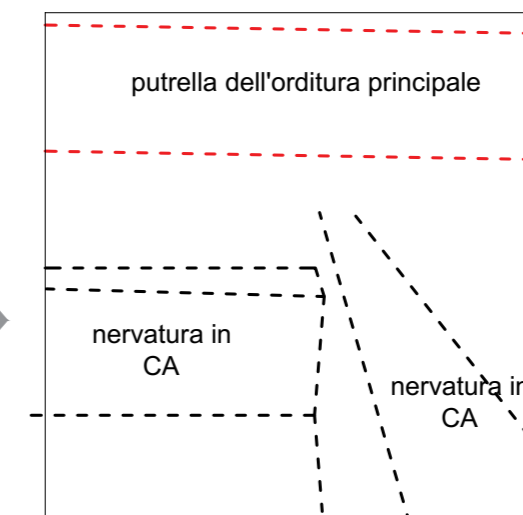 putrella dell'orditura principale
nervatura in
CA
nervatura in
CA